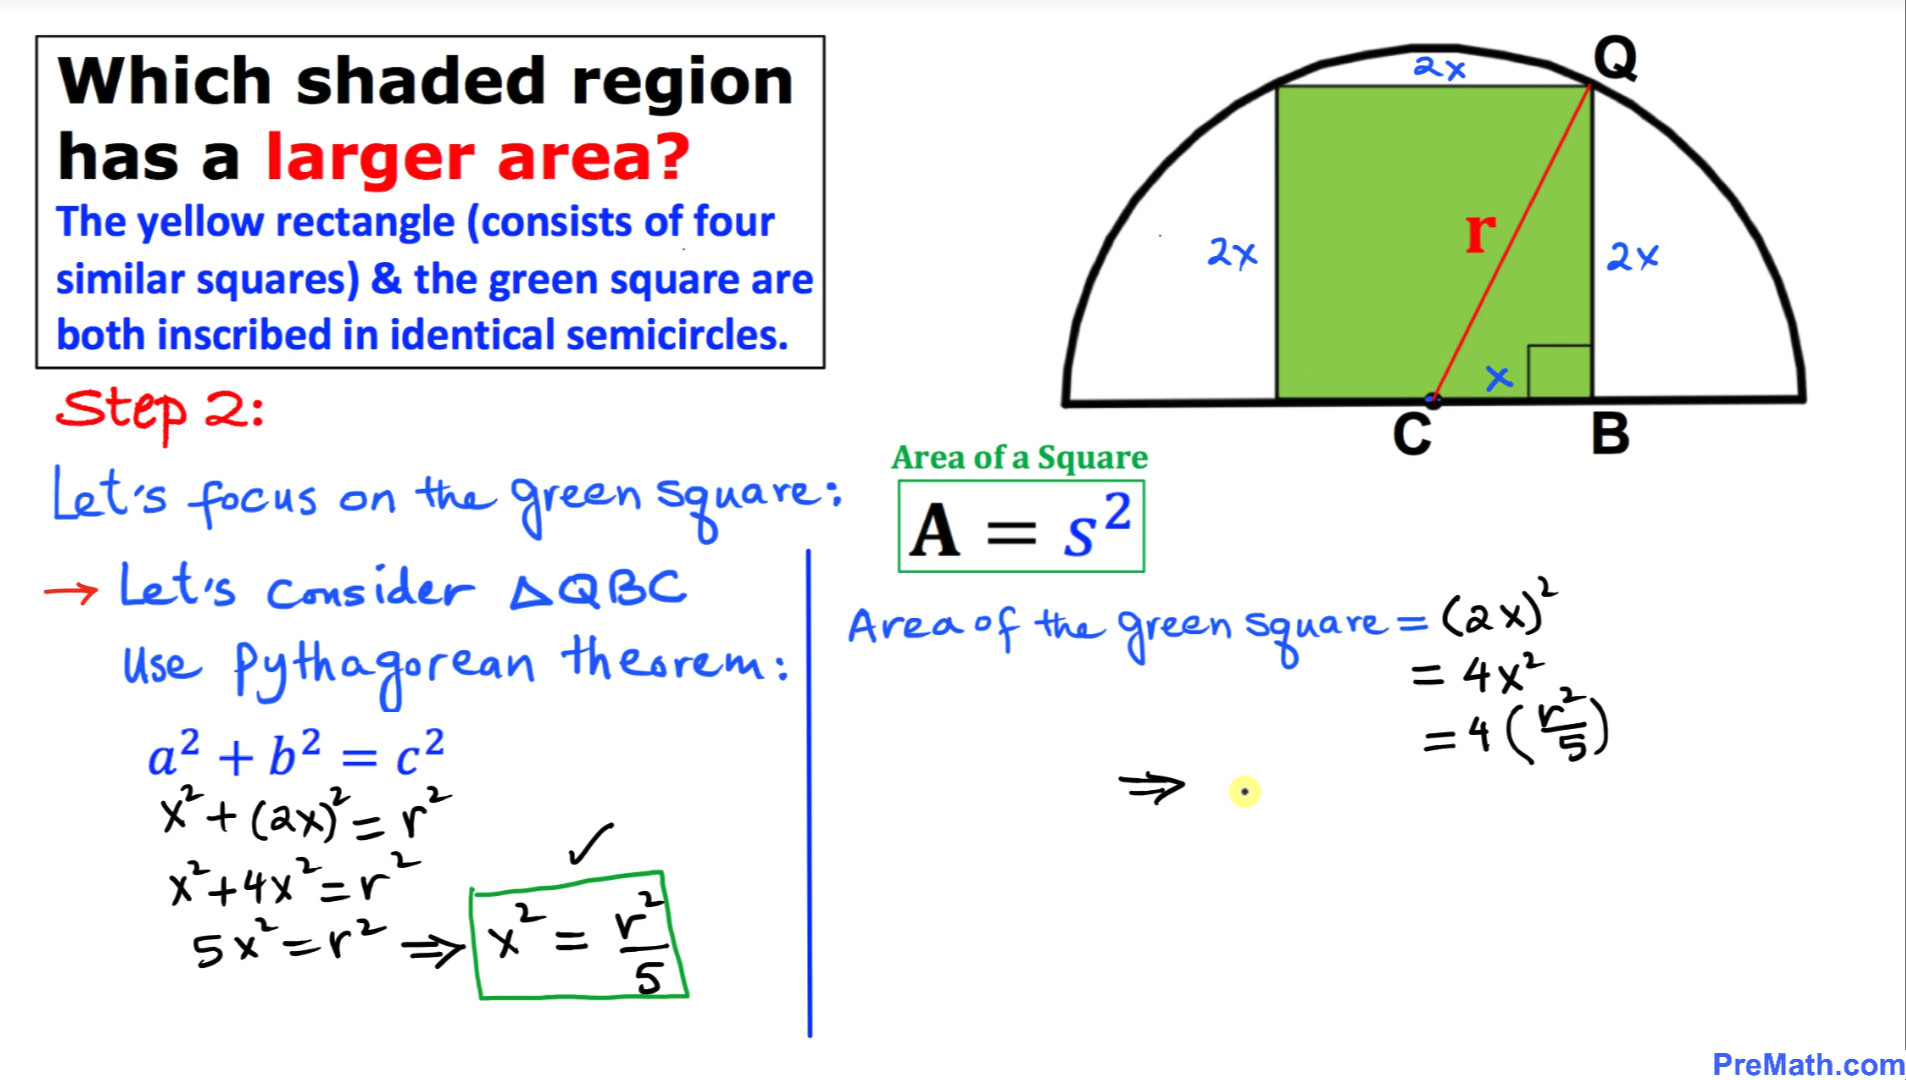 Which shaded region
has a larger area?
The yellow rectangle (consists of four
similar squares) & the green square are
both inscribed in identical semicircles.
Q
2x
r
2x
2x
x
C
B
Step 2:
Let's focus on the green square:
→ Let's consider △QBC
Use Pythagorean theorem:
a² + b² = c²
x² + (2x)² = r²
x² + 4x² = r²
5x² = r² ⇒ x² = r²/5 ✓
Area of a Square
A = s²
Area of the green square = (2x)²
= 4x²
= 4 (r²/5)
⇒
PreMath.com